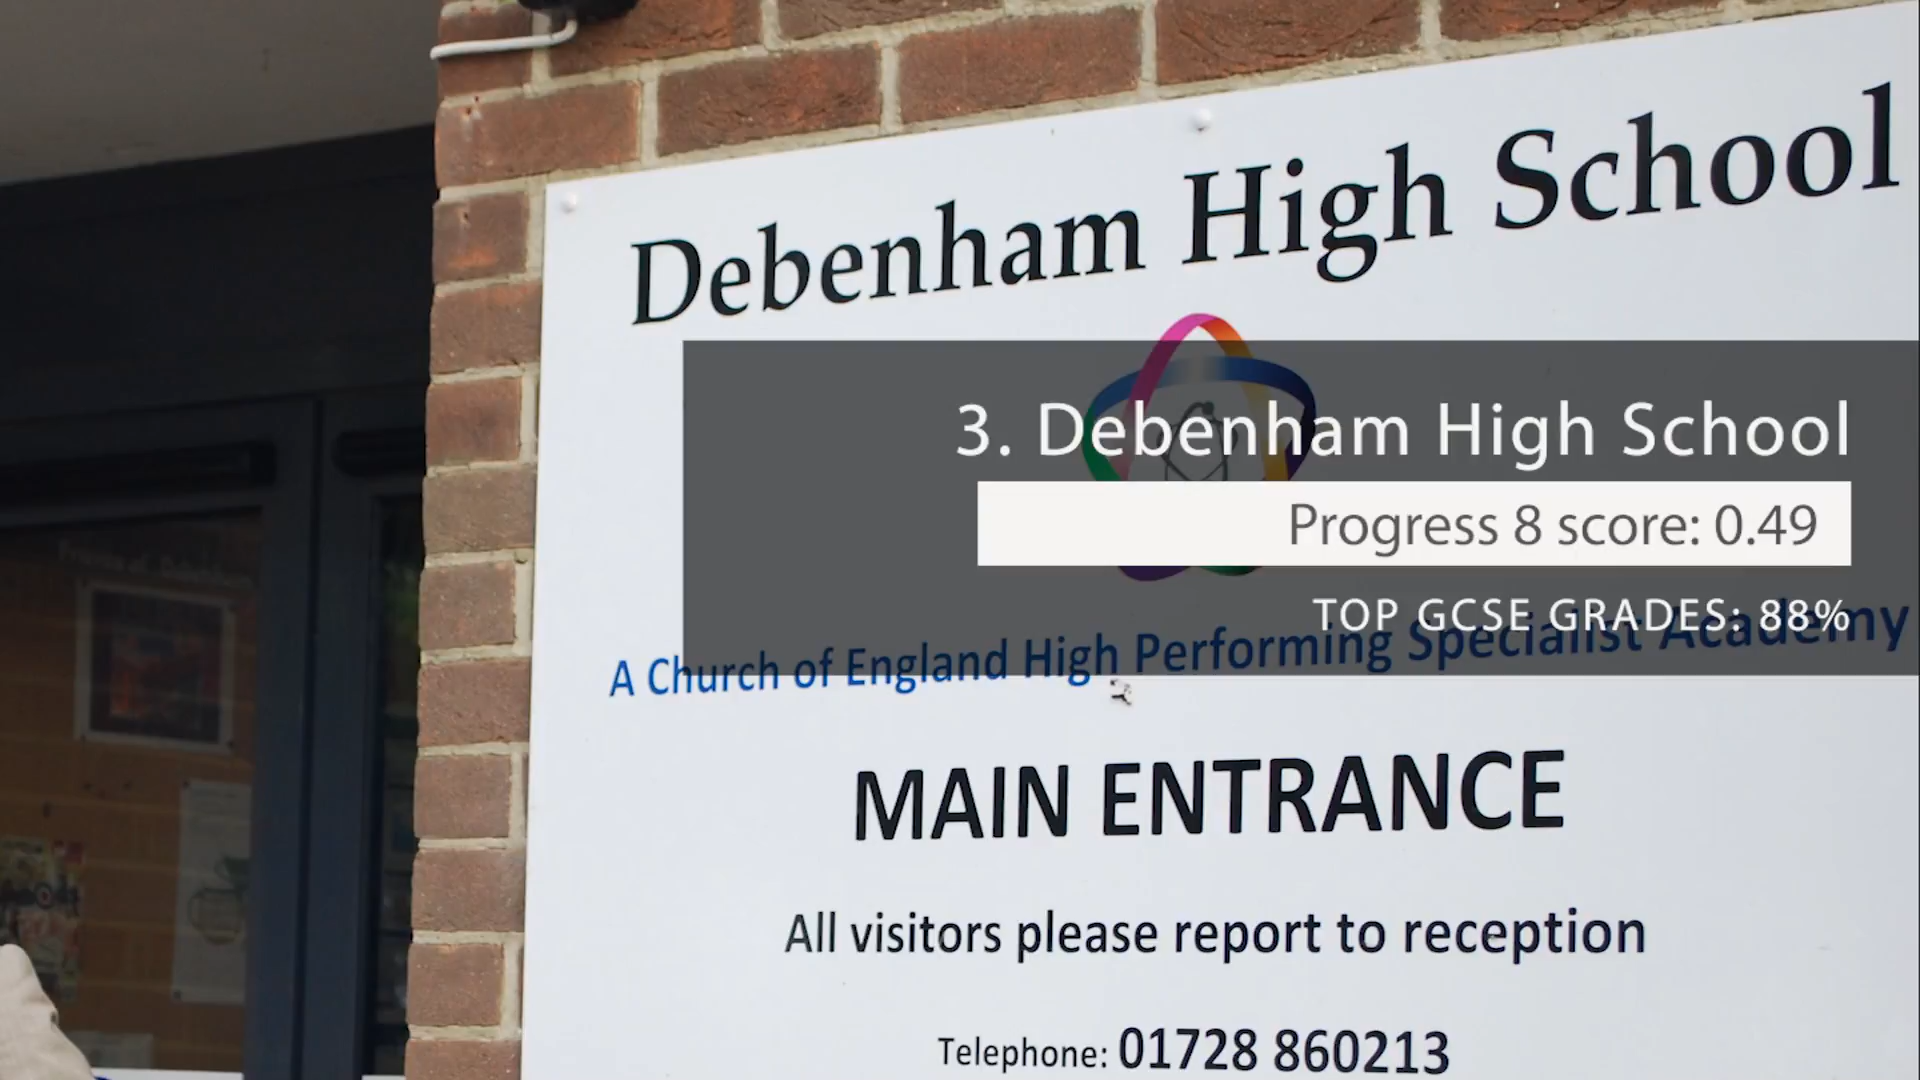 Debenham High School
3. Debenham High School
Progress 8 score: 0.49
TOP GCSE GRADES: 88%
A Church of England High Performing Specialist Academy
MAIN ENTRANCE
All visitors please report to reception
Telephone: 01728 860213